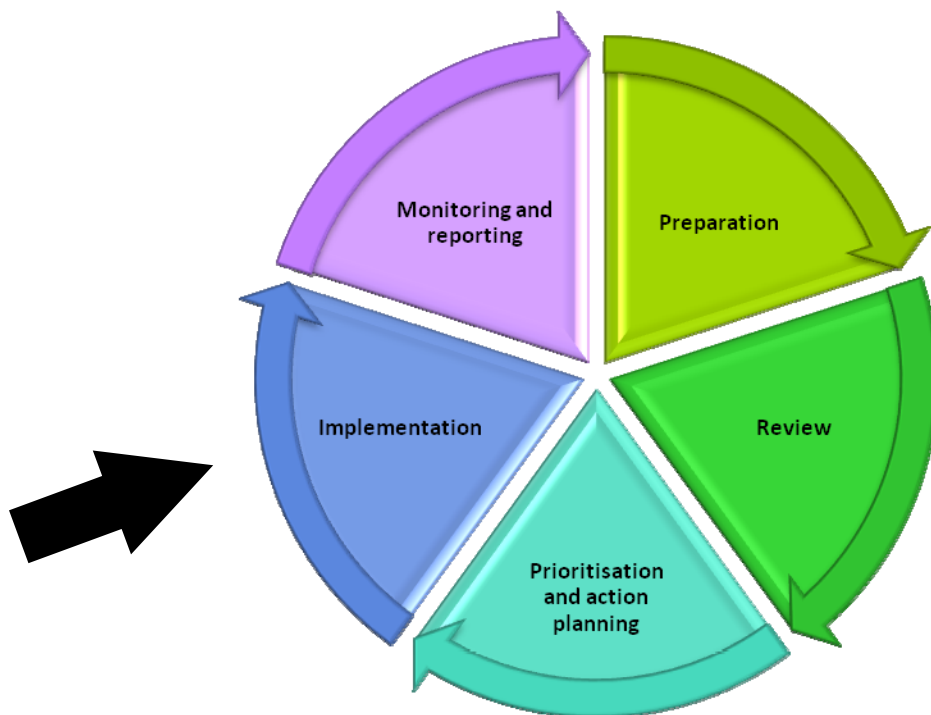 Monitoring and
reporting
Preparation
Implementation
Review
Prioritisation
and action
planning